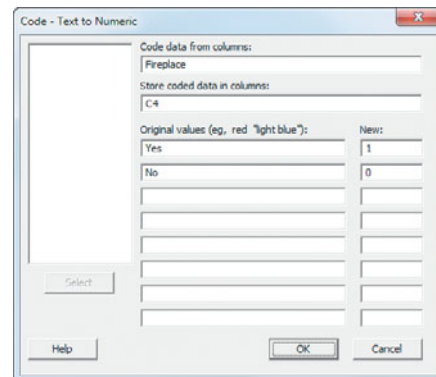 Code - Text to Numeric
Code data from columns:
Fireplace
Store coded data in columns:
C4
Original values (eg, red "light blue"): New:
Yes 1
No 0
Select
Help OK Cancel